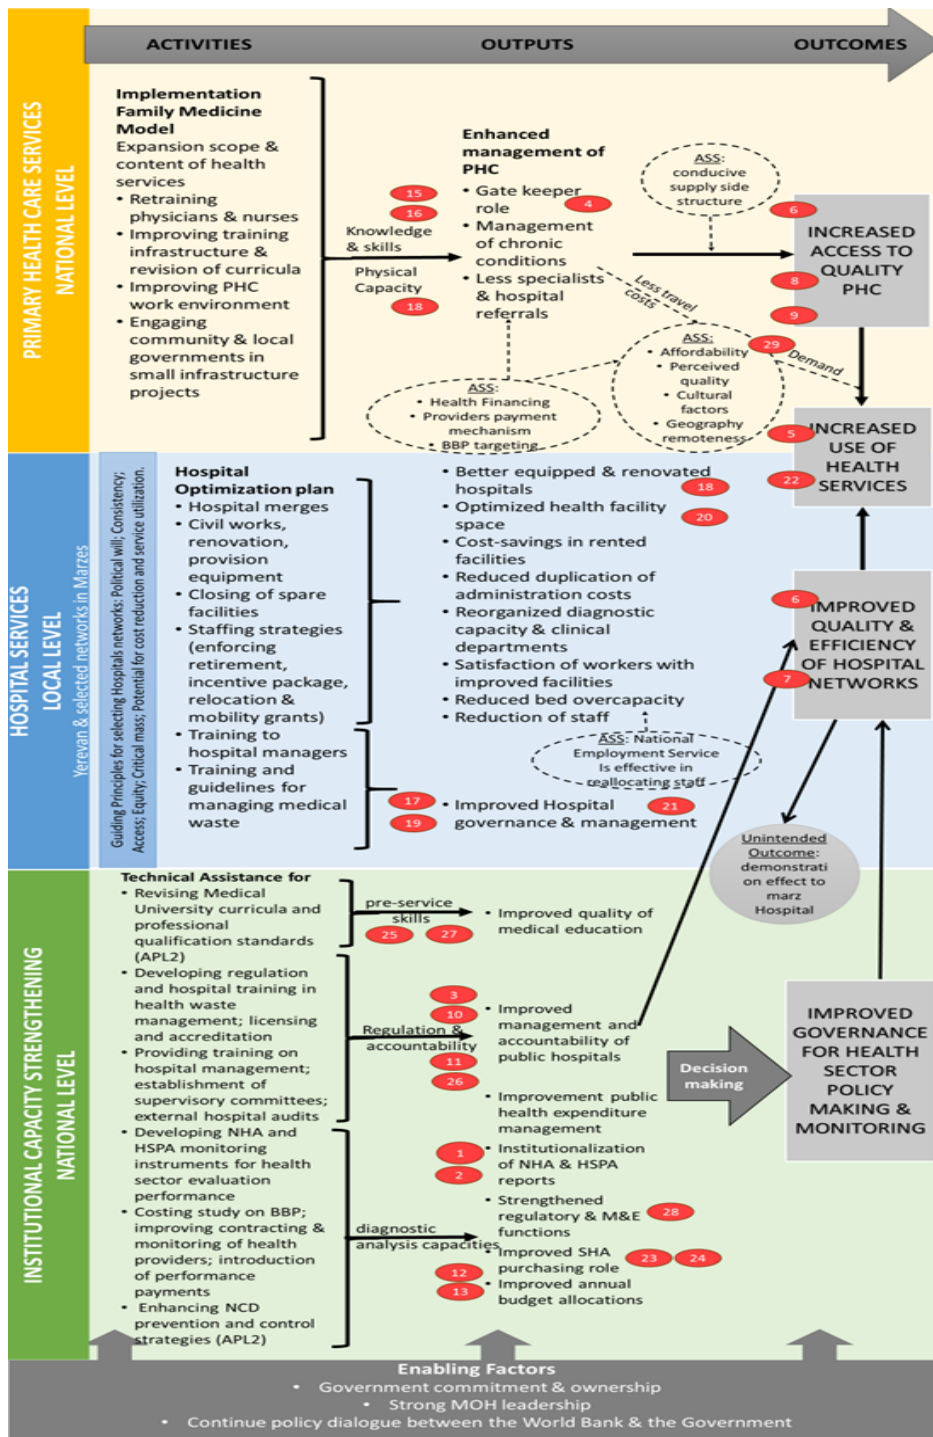 ACTIVITIES
OUTPUTS
OUTCOMES
PRIMARY HEALTH CARE SERVICES
NATIONAL LEVEL
Implementation
Family Medicine
Model
Expansion scope &
content of health
services
• Retraining
physicians & nurses
• Improving training
infrastructure &
revision of curricula
• Improving PHC
work environment
• Engaging
community & local
governments in
small infrastructure
projects
15
16
Knowledge
& skills
Physical
Capacity
18
Enhanced
management of
PHC
• Gate keeper
role
4
• Management
of chronic
conditions
• Less specialists
& hospital
referrals
ASS:
conducive
supply side
structure
Less travel
costs
ASS:
• Health Financing
• Providers payment
mechanism
• BBP targeting
ASS:
• Affordability
• Perceived
quality
• Cultural
factors
• Geography
remoteness
29
Demand
6
INCREASED
ACCESS TO
QUALITY
PHC
8
9
5
INCREASED
USE OF
HEALTH
SERVICES
22
HOSPITAL SERVICES
LOCAL LEVEL
Yerevan & selected networks in Marzes
Guiding Principles for selecting Hospitals networks: Political will; Consistency;
Access; Equity; Critical mass; Potential for cost reduction and service utilization.
Hospital
Optimization plan
• Hospital merges
• Civil works,
renovation,
provision
equipment
• Closing of spare
facilities
• Staffing strategies
(enforcing
retirement,
incentive package,
relocation &
mobility grants)
• Training to
hospital managers
• Training and
guidelines for
managing medical
waste
• Better equipped & renovated
hospitals
18
• Optimized health facility
space
20
• Cost-savings in rented
facilities
• Reduced duplication of
administration costs
• Reorganized diagnostic
capacity & clinical
departments
• Satisfaction of workers with
improved facilities
• Reduced bed overcapacity
• Reduction of staff
ASS: National
Employment Service
Is effective in
reallocating staff
17
19
• Improved Hospital
governance & management
21
6
IMPROVED
QUALITY &
EFFICIENCY
OF HOSPITAL
NETWORKS
7
Unintended
Outcome:
demonstrati
on effect to
marz
Hospital
INSTITUTIONAL CAPACITY STRENGTHENING
NATIONAL LEVEL
Technical Assistance for
• Revising Medical
University curricula and
professional
qualification standards
(APL2)
• Developing regulation
and hospital training in
health waste
management; licensing
and accreditation
• Providing training on
hospital management;
establishment of
supervisory committees;
external hospital audits
• Developing NHA and
HSPA monitoring
instruments for health
sector evaluation
performance
• Costing study on BBP;
improving contracting &
monitoring of health
providers; introduction
of performance
payments
• Enhancing NCD
prevention and control
strategies (APL2)
pre-service
skills
25
27
• Improved quality of
medical education
3
10
Regulation &
accountability
11
26
• Improved
management and
accountability of
public hospitals
• Improvement public
health expenditure
management
1
2
• Institutionalization
of NHA & HSPA
reports
• Strengthened
regulatory & M&E
functions
28
diagnostic
analysis capacities
12
13
• Improved SHA
purchasing role
23
24
• Improved annual
budget allocations
Decision
making
IMPROVED
GOVERNANCE
FOR HEALTH
SECTOR
POLICY
MAKING &
MONITORING
Enabling Factors
• Government commitment & ownership
• Strong MOH leadership
• Continue policy dialogue between the World Bank & the Government